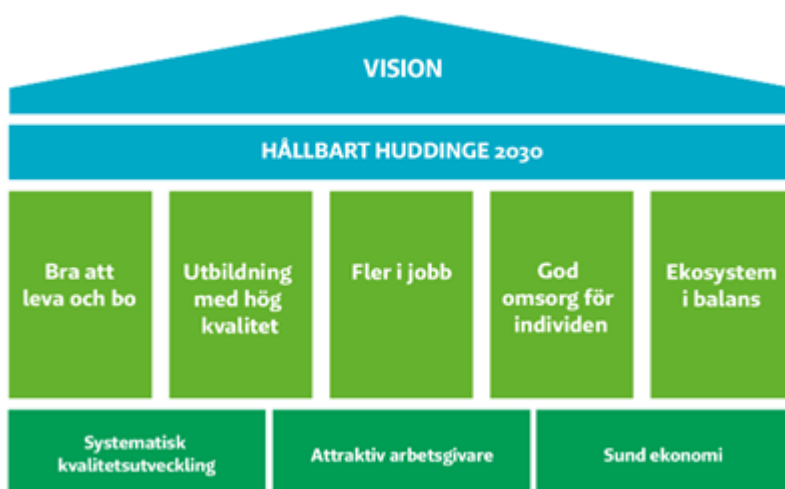 VISION
HÅLLBART HUDDINGE 2030
Bra att
leva och bo
Utbildning
med hög
kvalitet
Fler i jobb
God
omsorg för
individen
Ekosystem
i balans
Systematisk
kvalitetsutveckling
Attraktiv arbetsgivare
Sund ekonomi